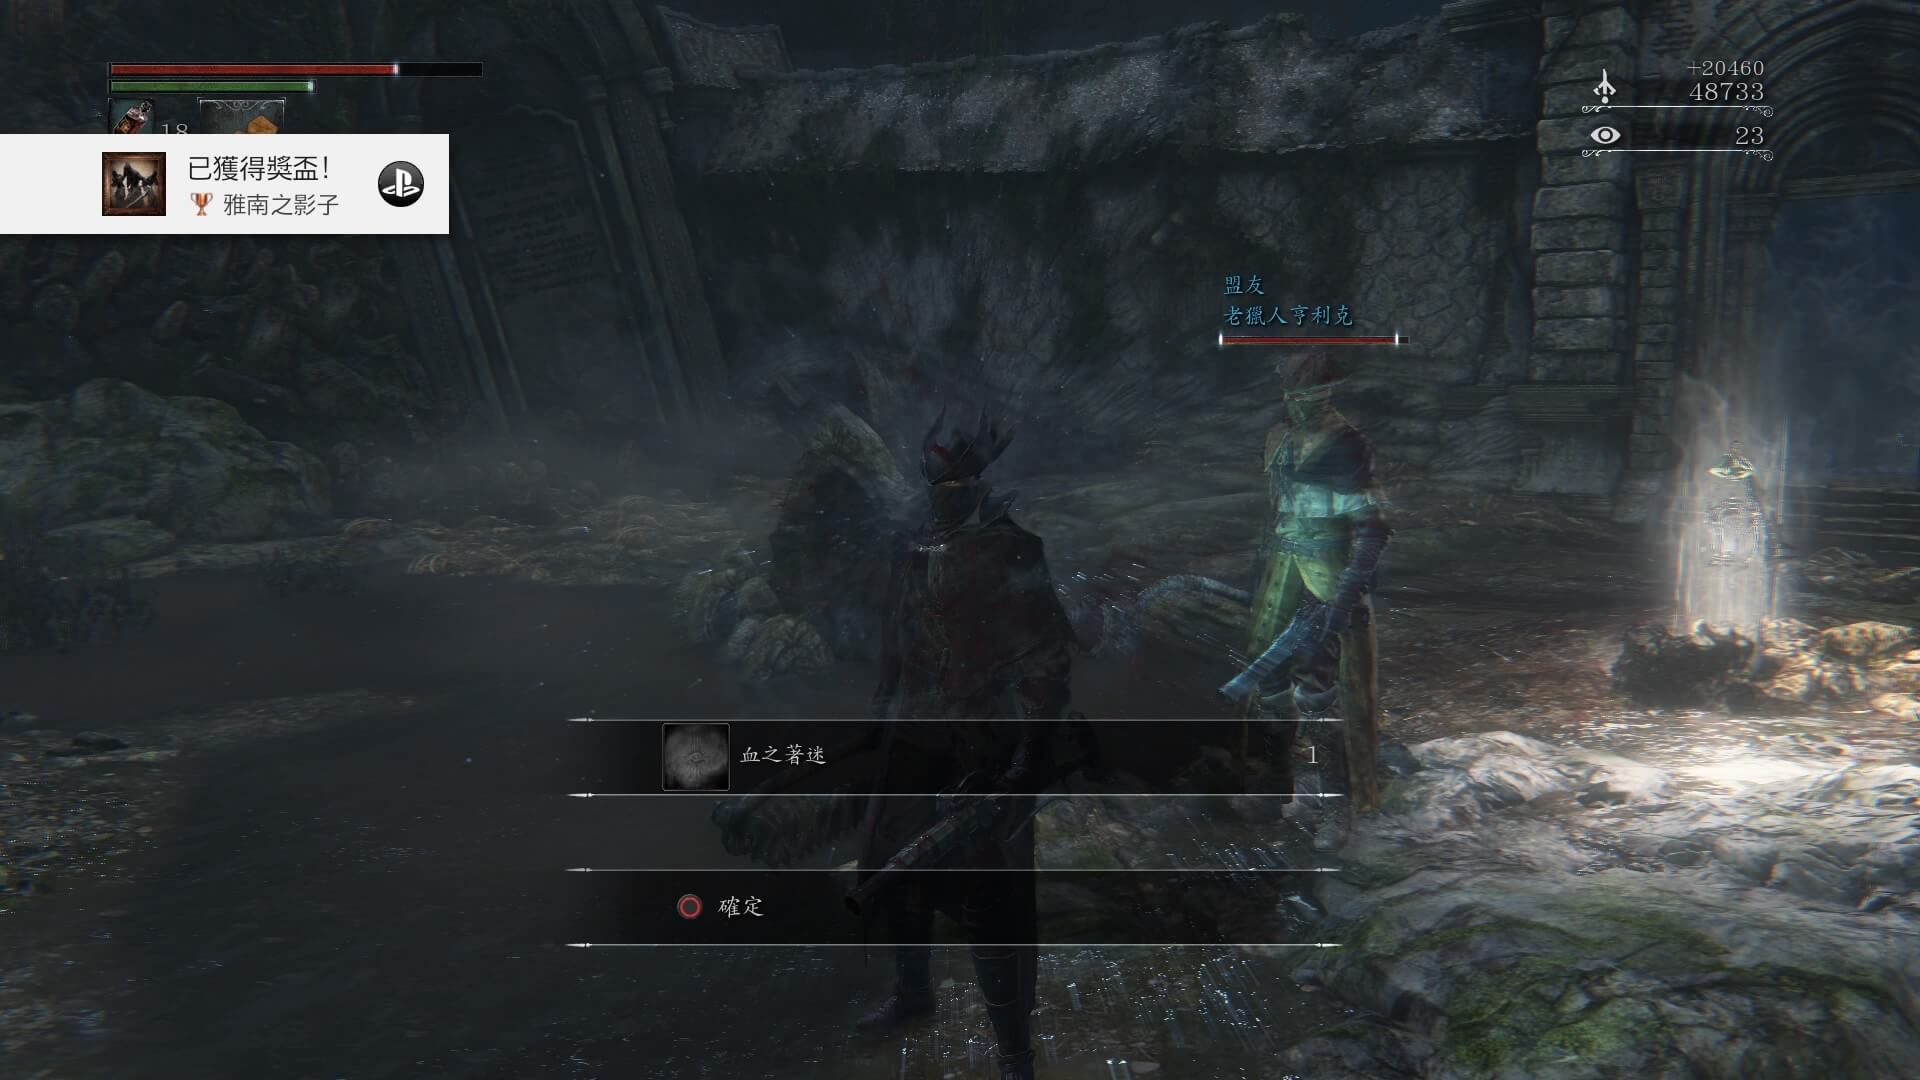 +20460
48733
23
18
已獲得獎盃！
雅南之影子
盟友
老獵人亨利克
血之著迷 1
確定